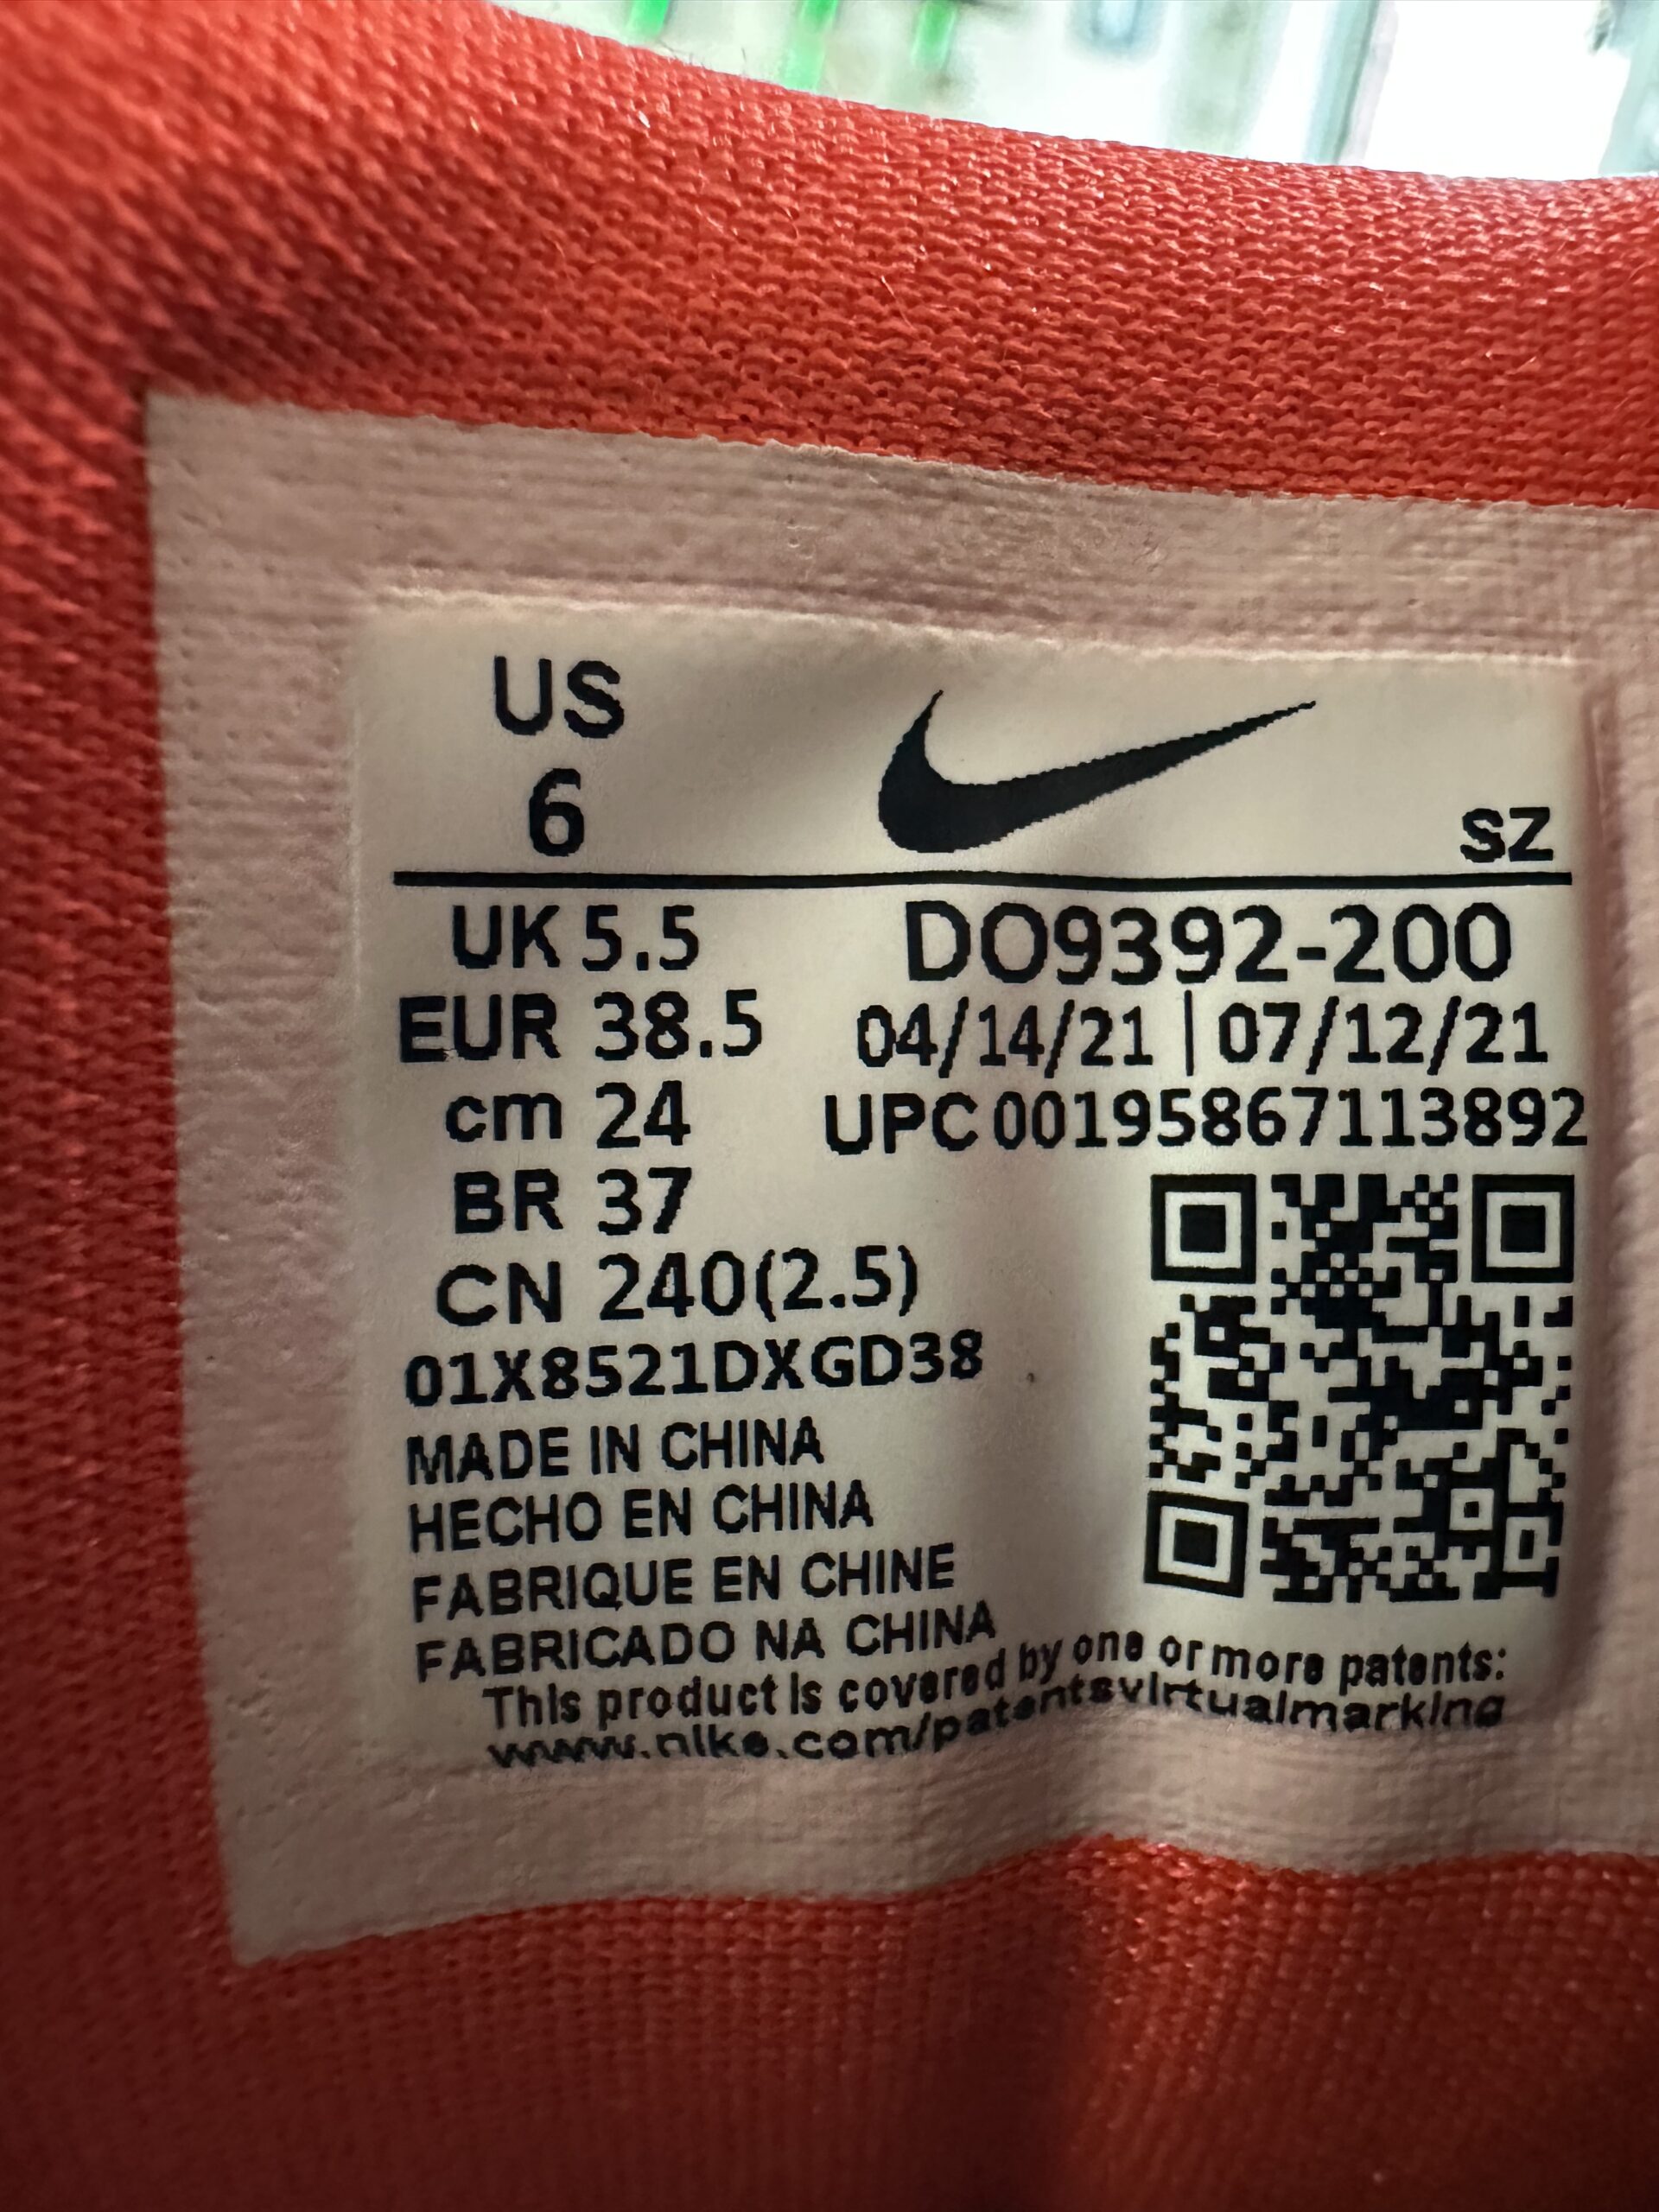 US
6
SZ
UK 5.5
DO9392-200
EUR 38.5
04/14/21 | 07/12/21
cm 24
UPC 00195867113892
BR 37
CN 240(2.5)
01X8521DXGD38
MADE IN CHINA
HECHO EN CHINA
FABRIQUE EN CHINE
FABRICADO NA CHINA
This product is covered by one or more patents:
www.nike.com/patentsvirtualmarking